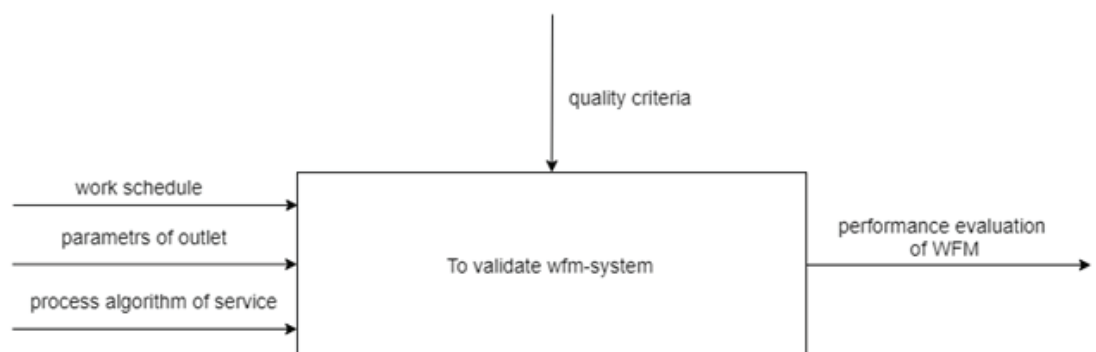 quality criteria
work schedule
parametrs of outlet
process algorithm of service
To validate wfm-system
performance evaluation
of WFM